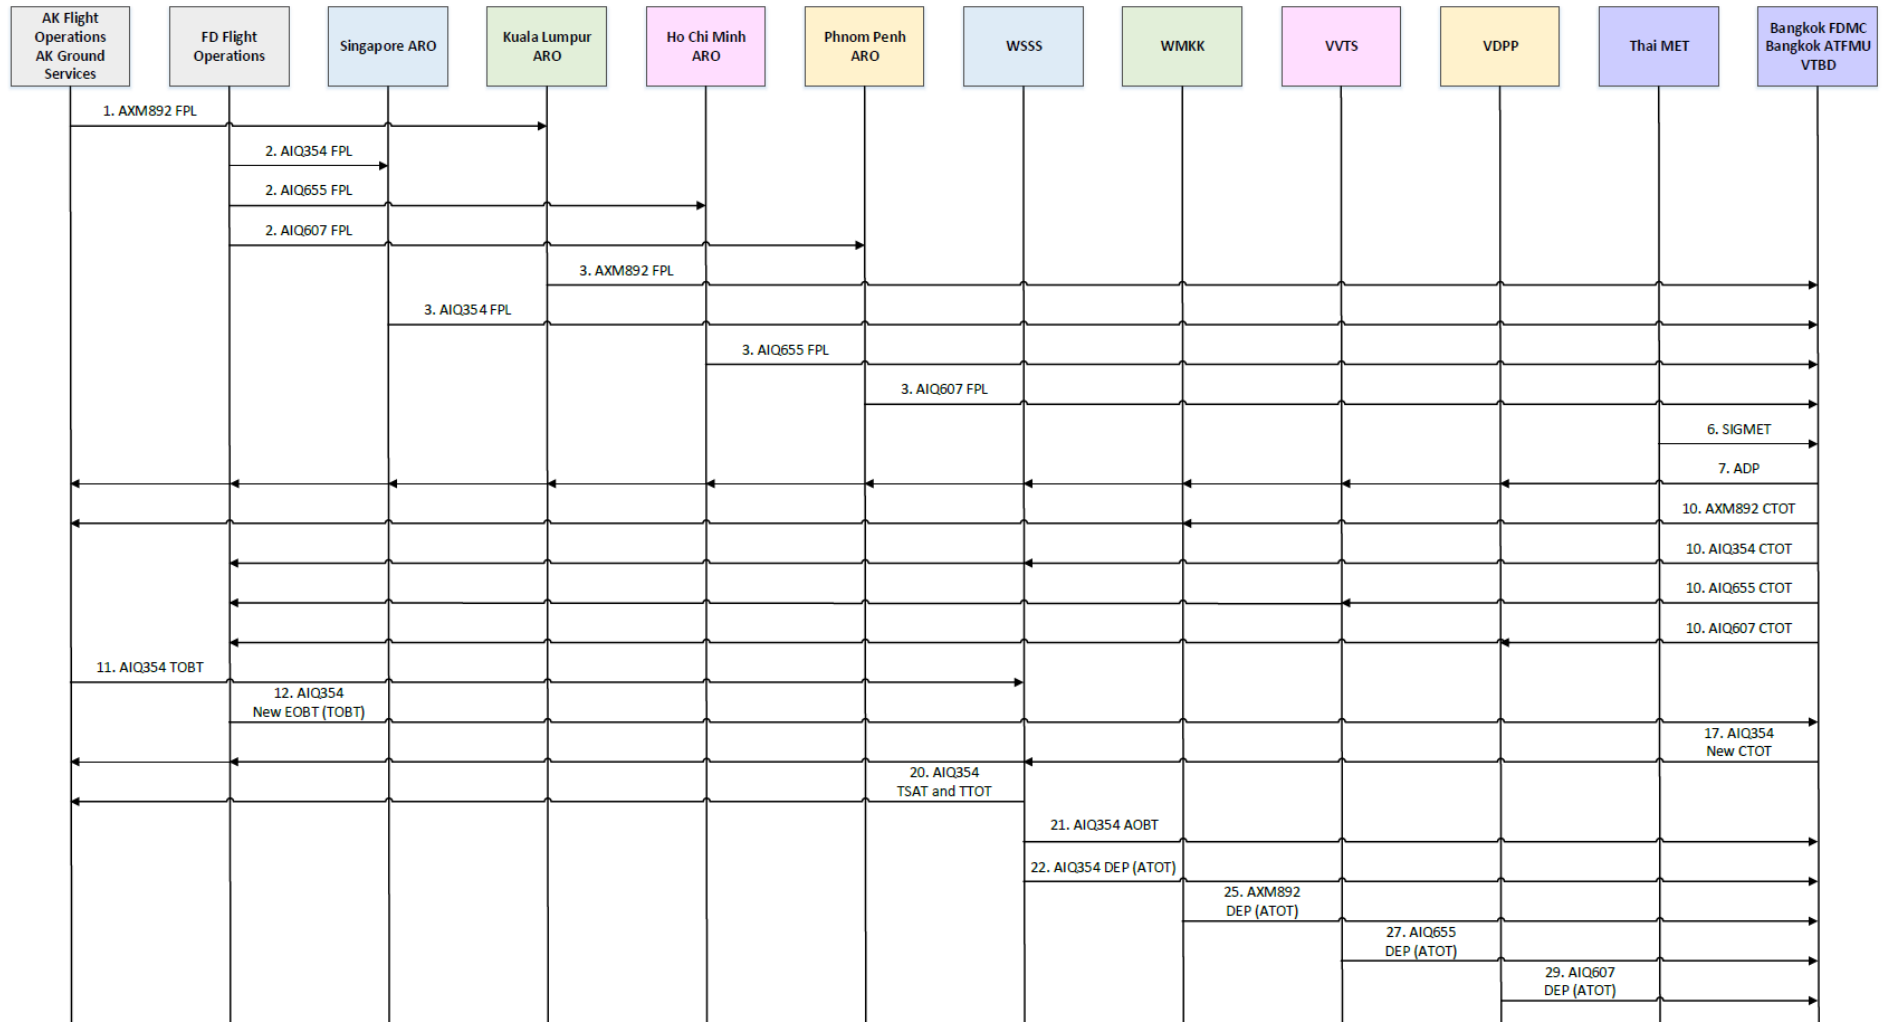 AK Flight
Operations
AK Ground
Services
FD Flight
Operations
Singapore ARO
Kuala Lumpur
ARO
Ho Chi Minh
ARO
Phnom Penh
ARO
WSSS
WMKK
VVTS
VDPP
Thai MET
Bangkok FDMC
Bangkok ATFMU
VTBD
1. AXM892 FPL
2. AIQ354 FPL
2. AIQ655 FPL
2. AIQ607 FPL
3. AXM892 FPL
3. AIQ354 FPL
3. AIQ655 FPL
3. AIQ607 FPL
6. SIGMET
7. ADP
10. AXM892 CTOT
10. AIQ354 CTOT
10. AIQ655 CTOT
10. AIQ607 CTOT
11. AIQ354 TOBT
12. AIQ354
New EOBT (TOBT)
17. AIQ354
New CTOT
20. AIQ354
TSAT and TTOT
21. AIQ354 AOBT
22. AIQ354 DEP (ATOT)
25. AXM892
DEP (ATOT)
27. AIQ655
DEP (ATOT)
29. AIQ607
DEP (ATOT)